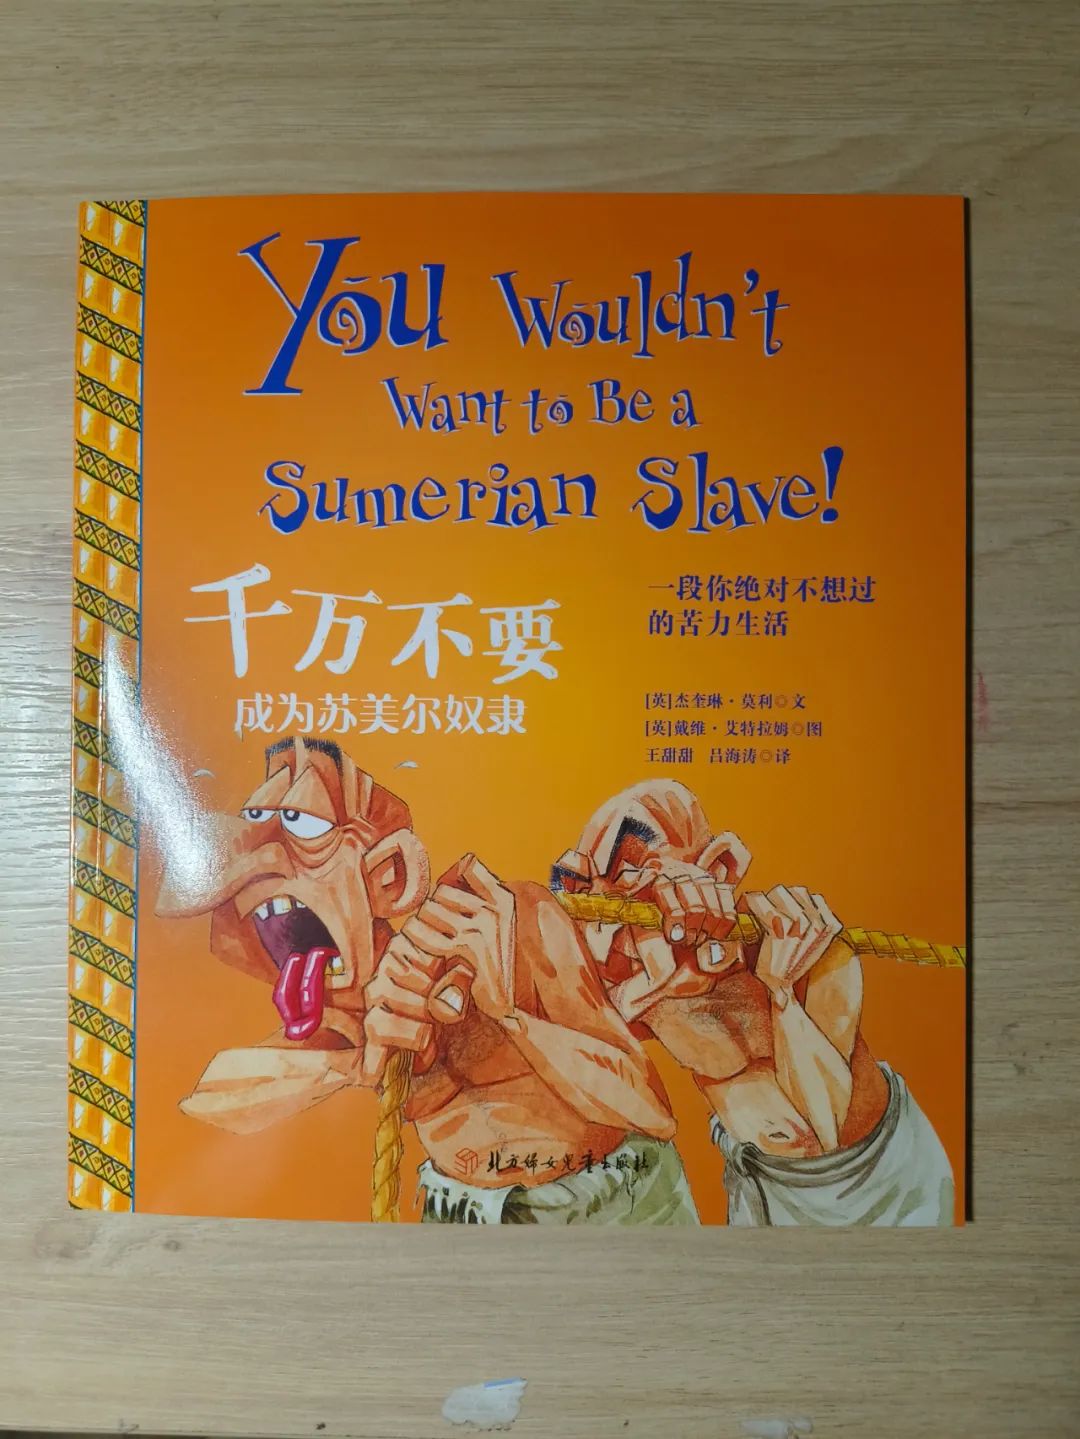 You Wouldn't
Want to Be a
Sumerian Slave!
千万不要
成为苏美尔奴隶
一段你绝对不想过
的苦力生活
[英]杰奎琳·莫利◎文
[英]戴维·艾特拉姆◎图
王甜甜 吕海涛◎译
北方妇女儿童出版社